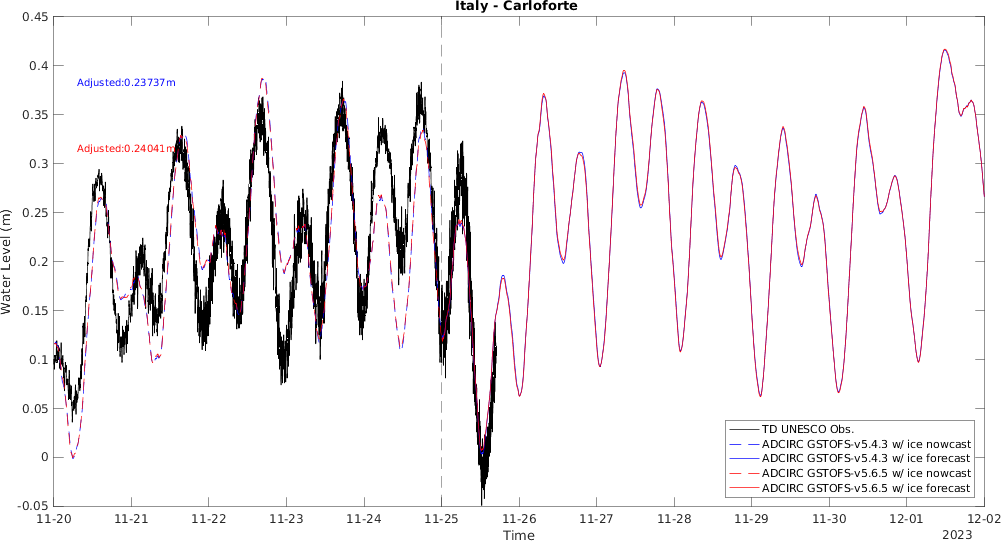 Italy - Carloforte
0.45
0.4
0.35
0.3
0.25
0.2
0.15
0.1
0.05
0
-0.05
Water Level (m)
Adjusted:0.23737m
Adjusted:0.24041m
TD UNESCO Obs.
ADCIRC GSTOFS-v5.4.3 w/ ice nowcast
ADCIRC GSTOFS-v5.4.3 w/ ice forecast
ADCIRC GSTOFS-v5.6.5 w/ ice nowcast
ADCIRC GSTOFS-v5.6.5 w/ ice forecast
11-20 11-21 11-22 11-23 11-24 11-25 11-26 11-27 11-28 11-29 11-30 12-01 12-02
Time
2023